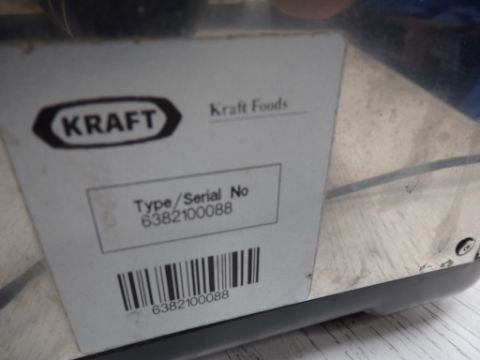 KRAFT
Kraft Foods
Type/Serial No
6382100088
6382100088